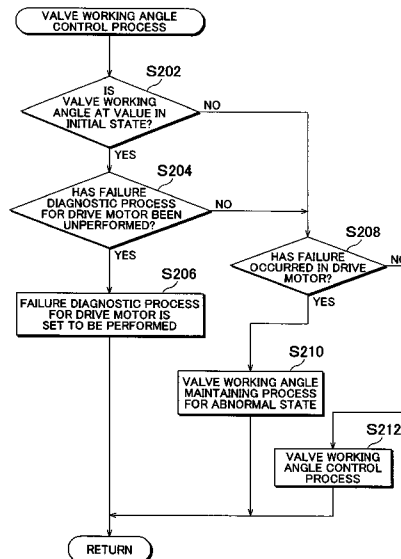 VALVE WORKING ANGLE
CONTROL PROCESS
S202
IS
VALVE WORKING
ANGLE AT VALUE IN
INITIAL STATE?
NO
YES
S204
HAS FAILURE
DIAGNOSTIC PROCESS
FOR DRIVE MOTOR BEEN
UNPERFORMED?
NO
YES
S208
HAS FAILURE
OCCURRED IN DRIVE
MOTOR?
NO
YES
S206
FAILURE DIAGNOSTIC PROCESS
FOR DRIVE MOTOR IS
SET TO BE PERFORMED
S210
VALVE WORKING ANGLE
MAINTAINING PROCESS
FOR ABNORMAL STATE
S212
VALVE WORKING
ANGLE CONTROL
PROCESS
RETURN